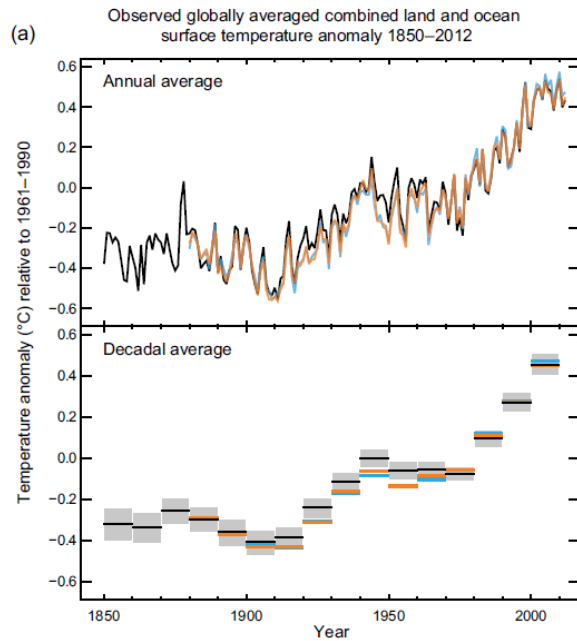 Observed globally averaged combined land and ocean
(a) surface temperature anomaly 1850–2012
Annual average
0.6
0.4
0.2
0.0
−0.2
−0.4
−0.6
Temperature anomaly (°C) relative to 1961–1990
Decadal average
0.4
0.2
0.0
−0.2
−0.4
−0.6
1850 1900 1950 2000
Year